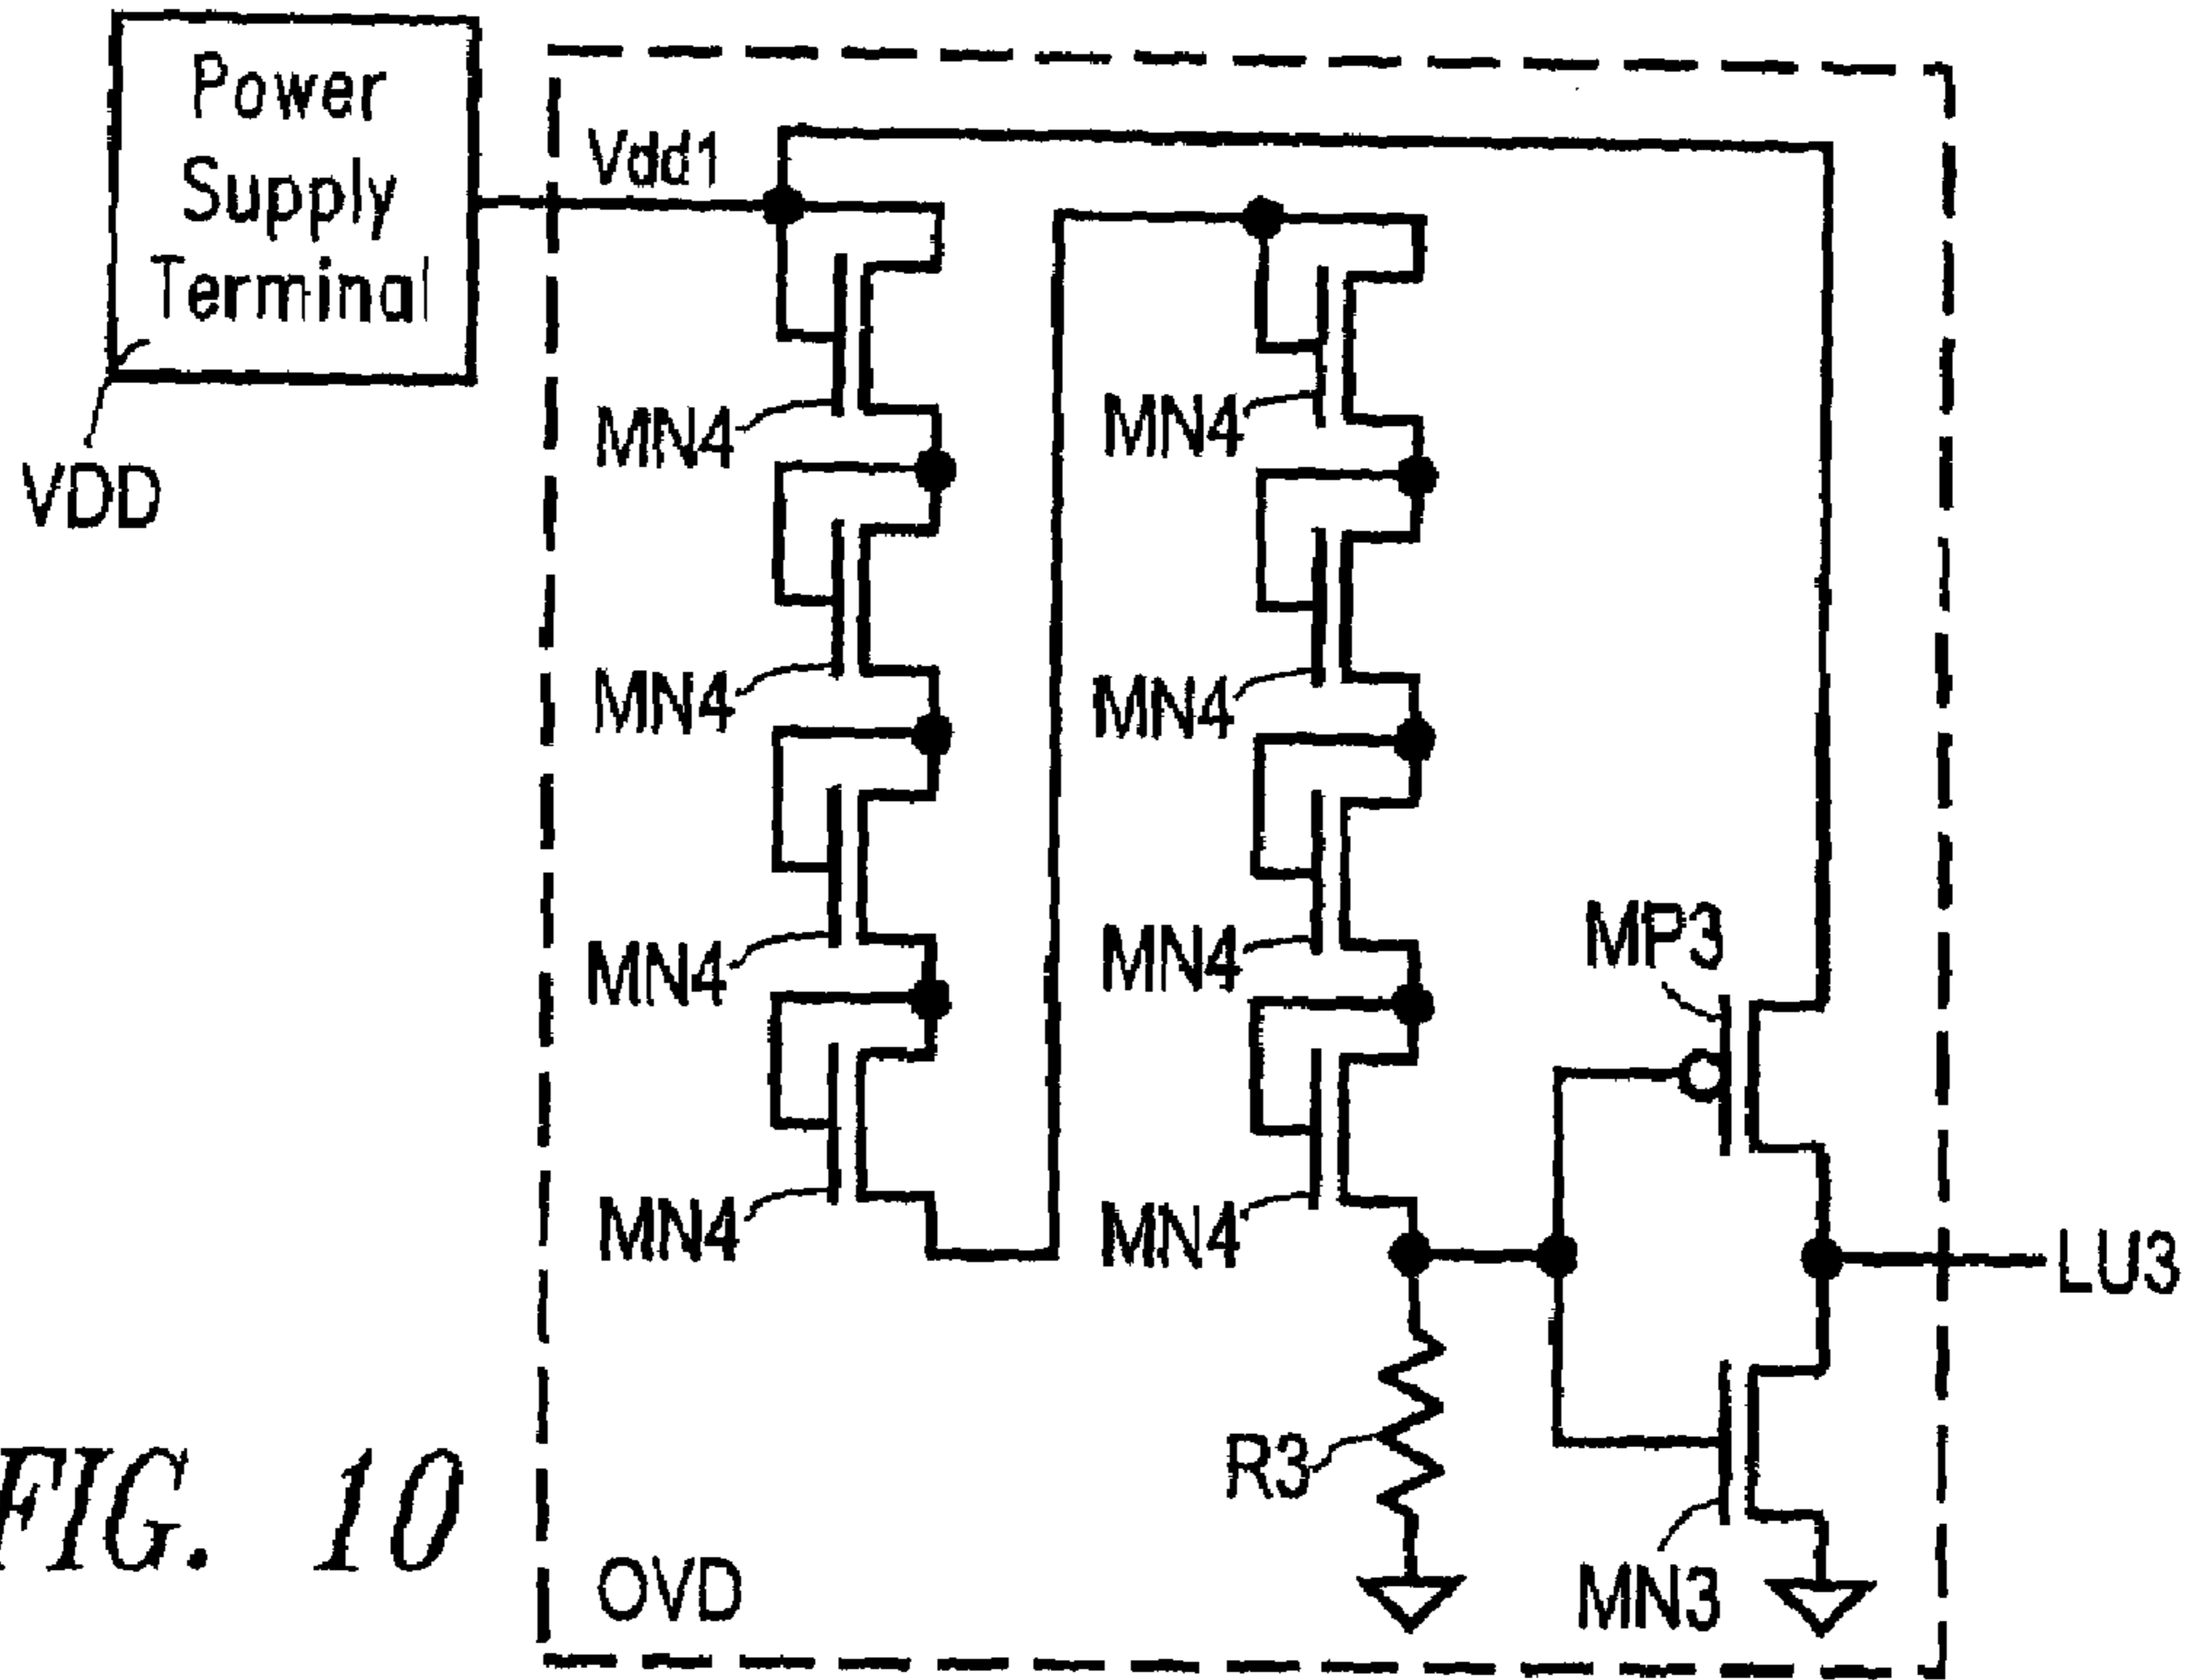 Power
Supply
Terminal
VDD
Vdd1
MN4
MN4
MN4
MN4
MN4
MN4
MN4
MN4
MP3
LU3
R3
MN3
OVD
FIG. 10